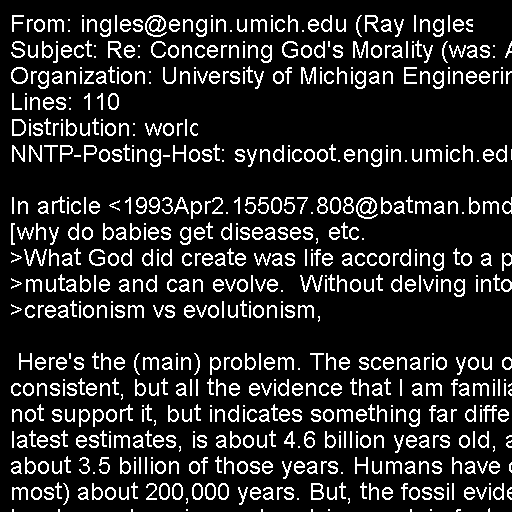 From: ingles@engin.umich.edu (Ray Ingles
Subject: Re: Concerning God's Morality (was: A
Organization: University of Michigan Engineerin
Lines: 110
Distribution: world
NNTP-Posting-Host: syndicoot.engin.umich.edu
In article <1993Apr2.155057.808@batman.bmd
[why do babies get diseases, etc.
>What God did create was life according to a p
>mutable and can evolve.  Without delving into
>creationism vs evolutionism,
Here's the (main) problem. The scenario you o
consistent, but all the evidence that I am familia
not support it, but indicates something far diffe
latest estimates, is about 4.6 billion years old, a
about 3.5 billion of those years. Humans have
most) about 200,000 years. But, the fossil evide